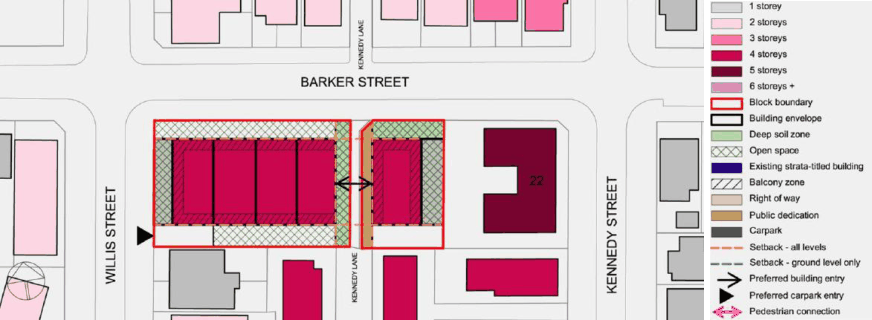 KENNEDY LANE
BARKER STREET
WILLIS STREET
22
KENNEDY STREET
KENNEDY LANE
1 storey
2 storeys
3 storeys
4 storeys
5 storeys
6 storeys +
Block boundary
Building envelope
Deep soil zone
Open space
Existing strata-titled building
Balcony zone
Right of way
Public dedication
Carpark
Setback - all levels
Setback - ground level only
Preferred building entry
Preferred carpark entry
Pedestrian connection